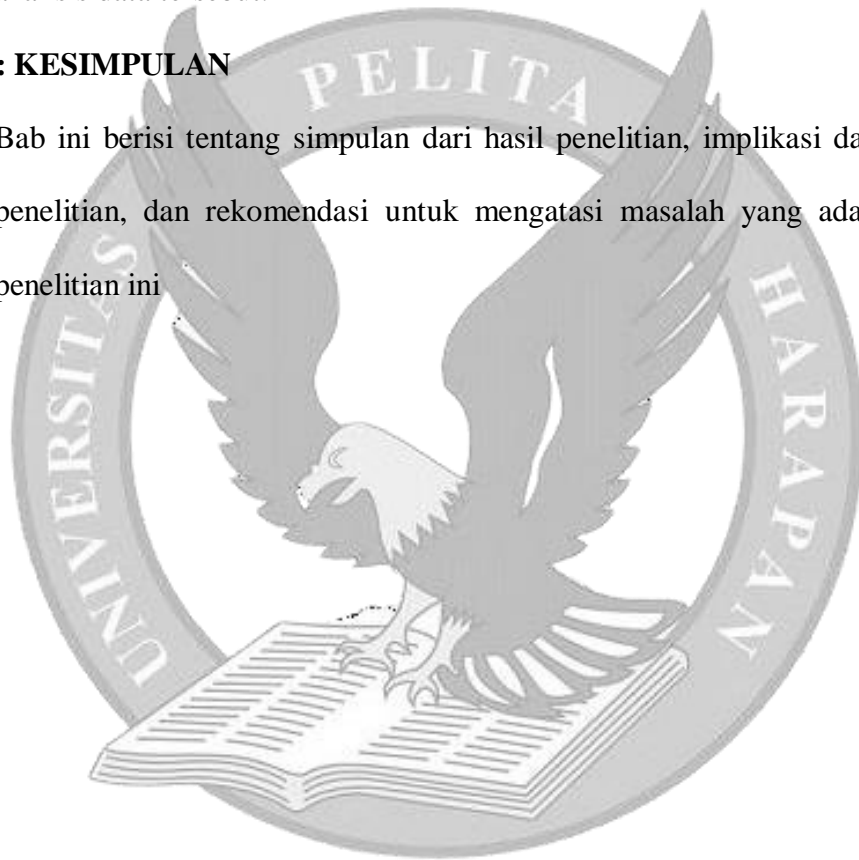 : KESIMPULAN
Bab ini berisi tentang simpulan dari hasil penelitian, implikasi da
penelitian, dan rekomendasi untuk mengatasi masalah yang ada
penelitian ini
UNIVERSITAS PELITA HARAPAN